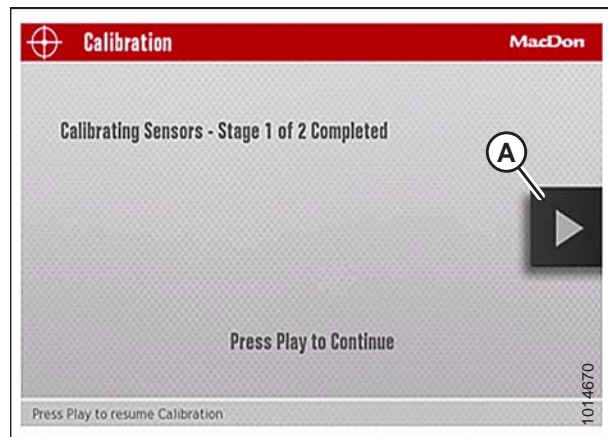 Calibration
MacDon
Calibrating Sensors - Stage 1 of 2 Completed
A
Press Play to Continue
Press Play to resume Calibration
1014670